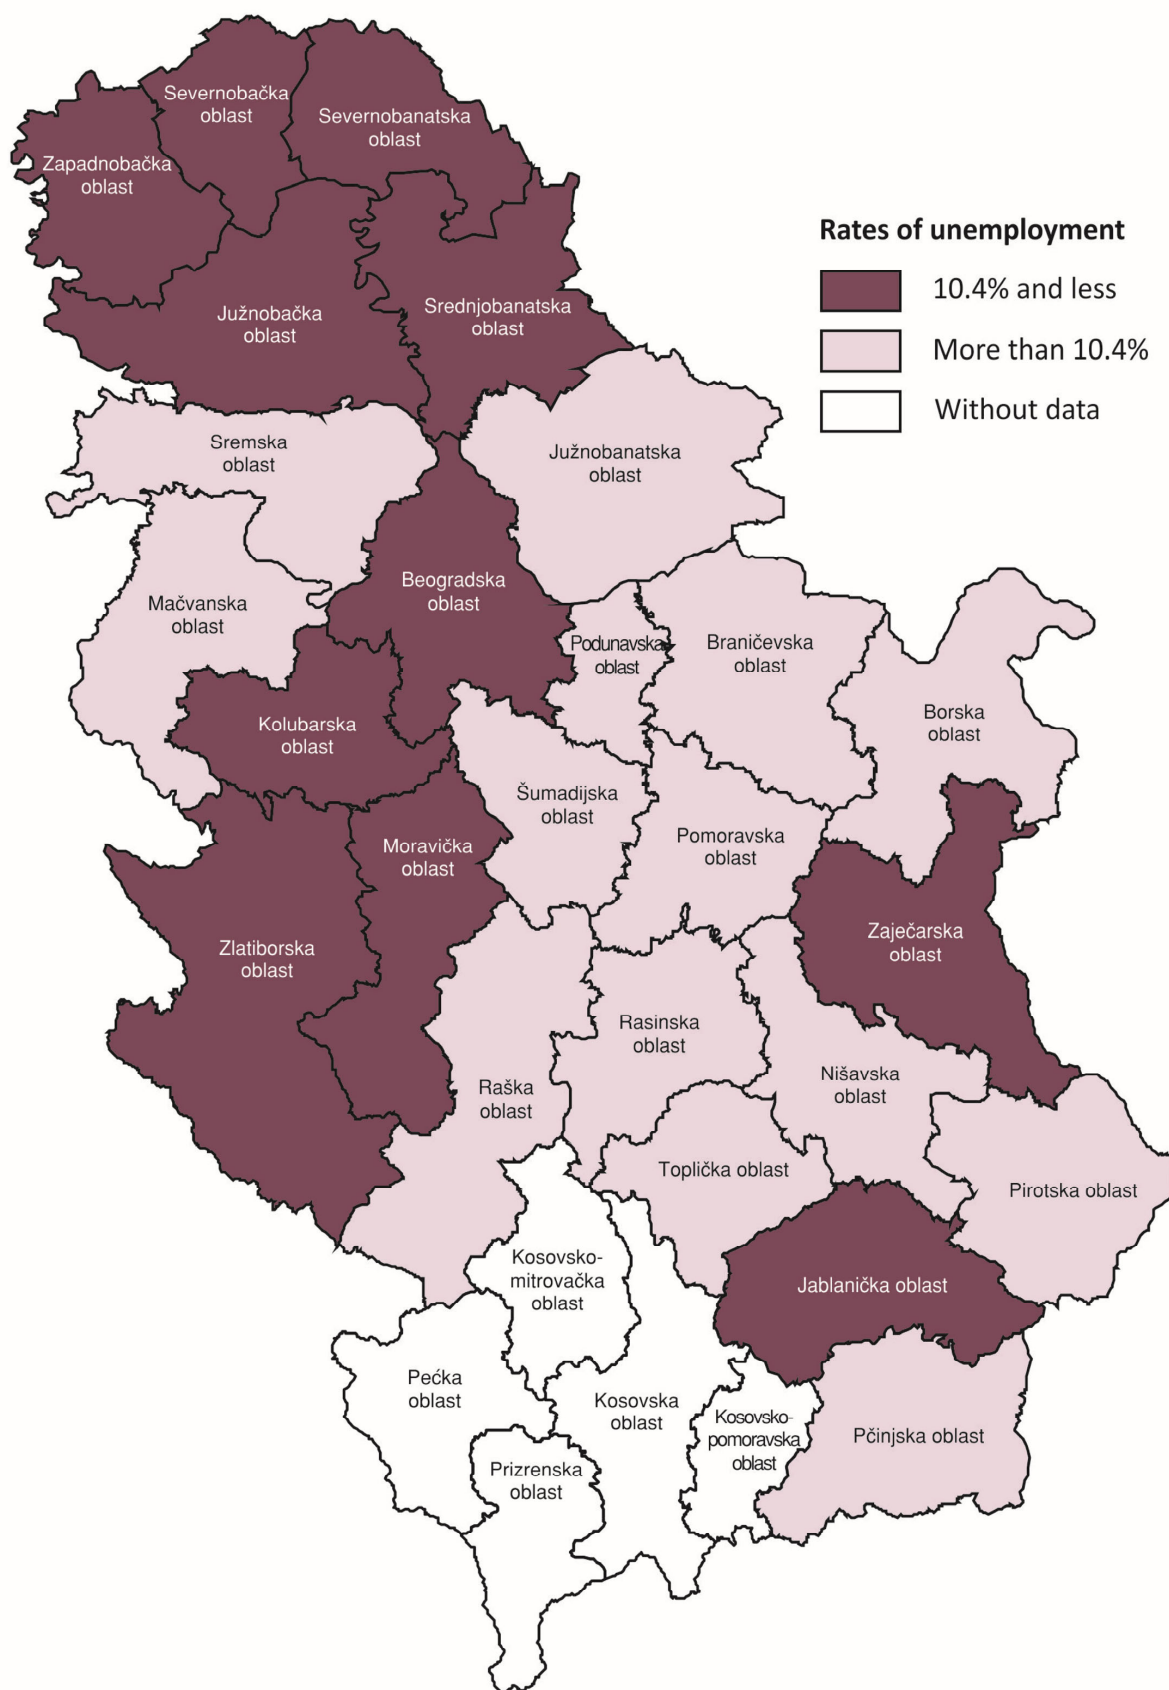 Severnobačka
oblast
Severnobanatska
oblast
Zapadnobačka
oblast
Južnobačka
oblast
Srednjobanatska
oblast
Rates of unemployment
10.4% and less
More than 10.4%
Without data
Sremska
oblast
Južnobanatska
oblast
Mačvanska
oblast
Beogradska
oblast
Podunavska
oblast
Braničevska
oblast
Borska
oblast
Kolubarska
oblast
Šumadijska
oblast
Moravička
oblast
Pomoravska
oblast
Zlatiborska
oblast
Zaječarska
oblast
Rasinska
oblast
Raška
oblast
Nišavska
oblast
Toplička oblast
Pirotska oblast
Kosovsko-
mitrovačka
oblast
Jablanička oblast
Pećka
oblast
Kosovska
oblast
Kosovsko-
pomoravska
oblast
Pčinjska oblast
Prizrenska
oblast